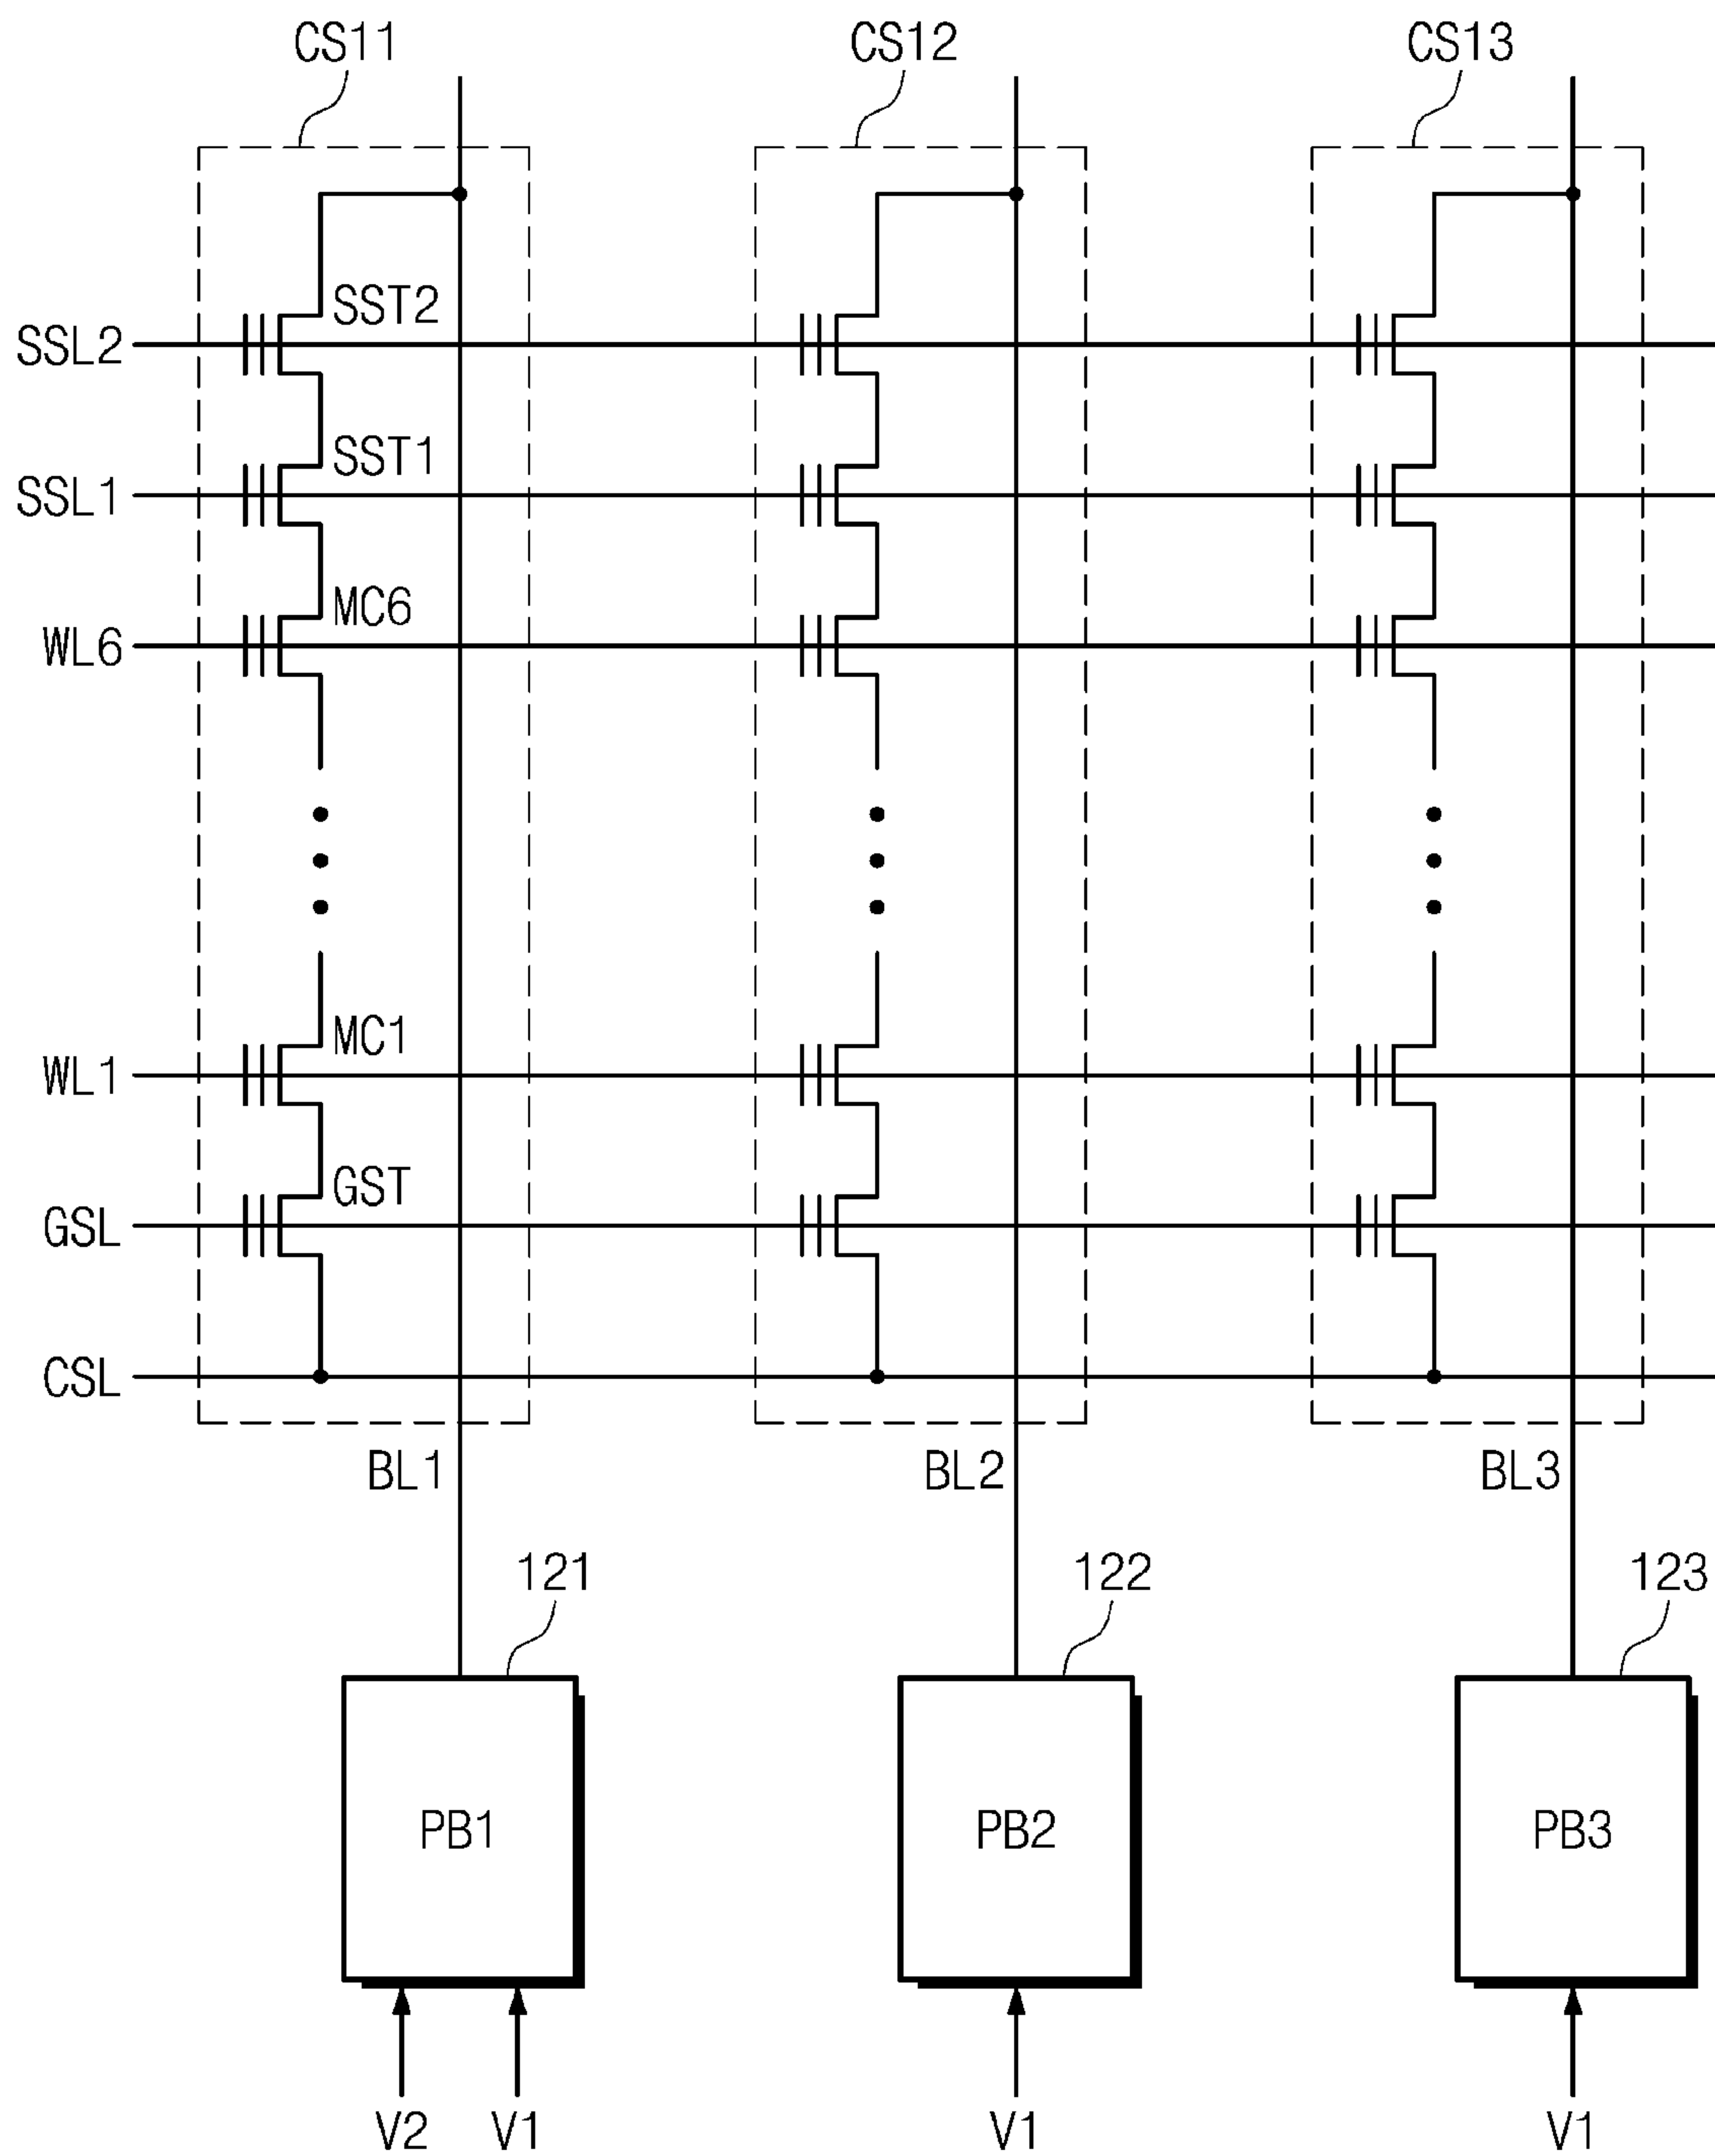 CS11 CS12 CS13
SST2
SSL2
SST1
SSL1
MC6
WL6
MC1
WL1
GST
GSL
CSL
BL1 BL2 BL3
121 122 123
PB1 PB2 PB3
V2 V1 V1 V1